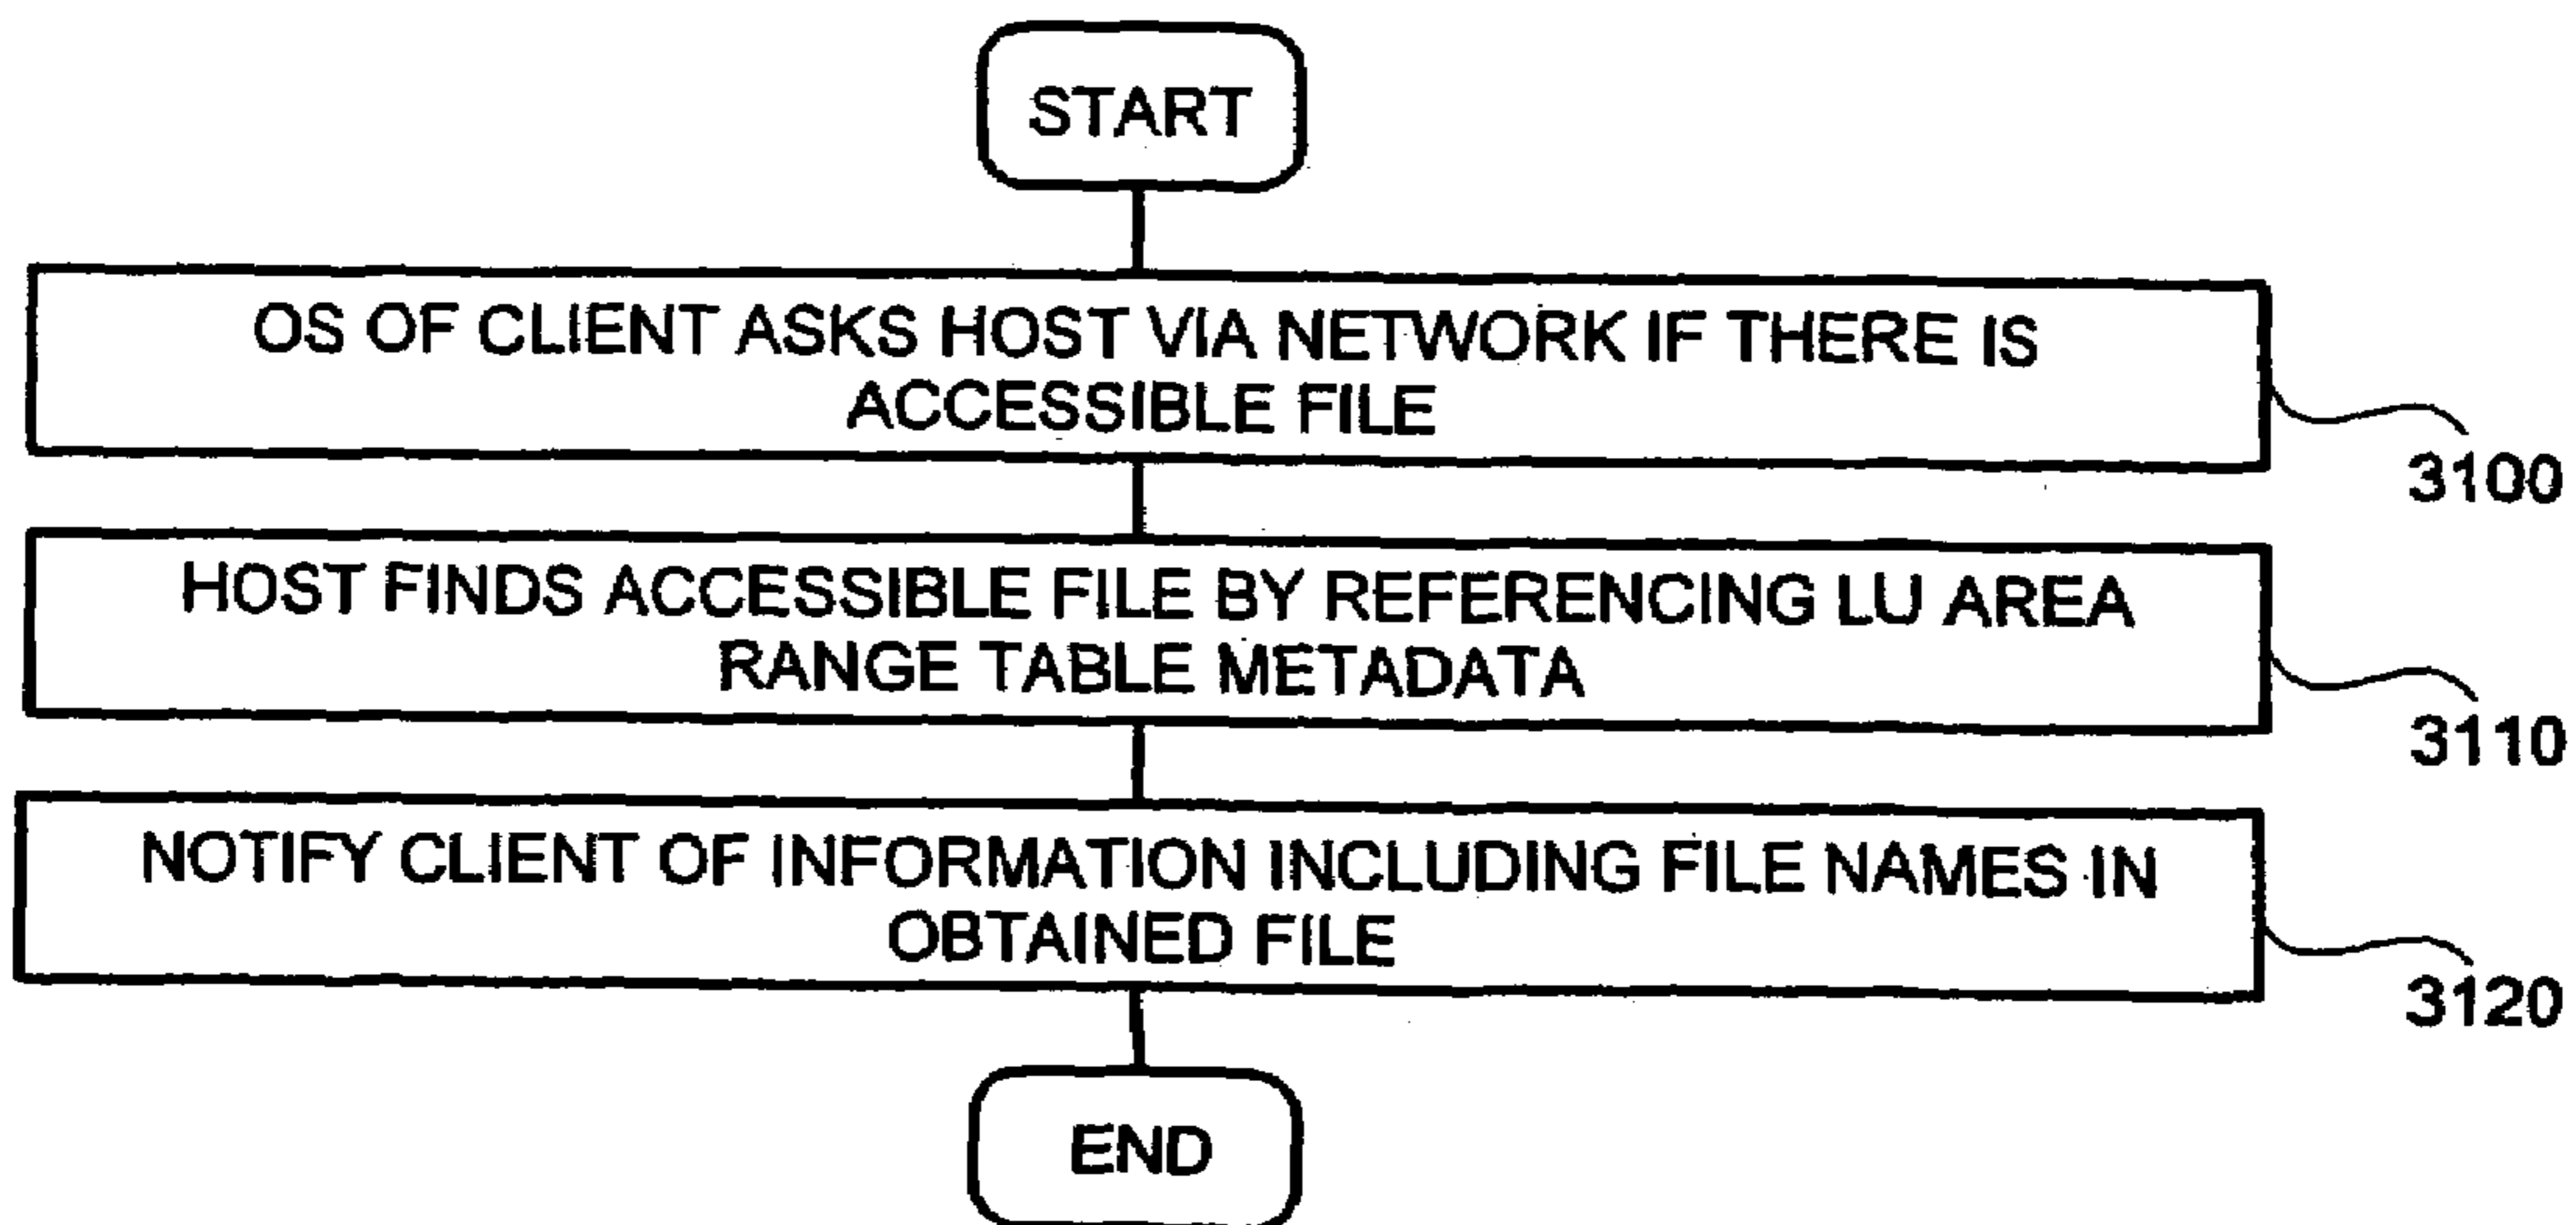 START
OS OF CLIENT ASKS HOST VIA NETWORK IF THERE IS
ACCESSIBLE FILE
3100
HOST FINDS ACCESSIBLE FILE BY REFERENCING LU AREA
RANGE TABLE METADATA
3110
NOTIFY CLIENT OF INFORMATION INCLUDING FILE NAMES IN
OBTAINED FILE
3120
END